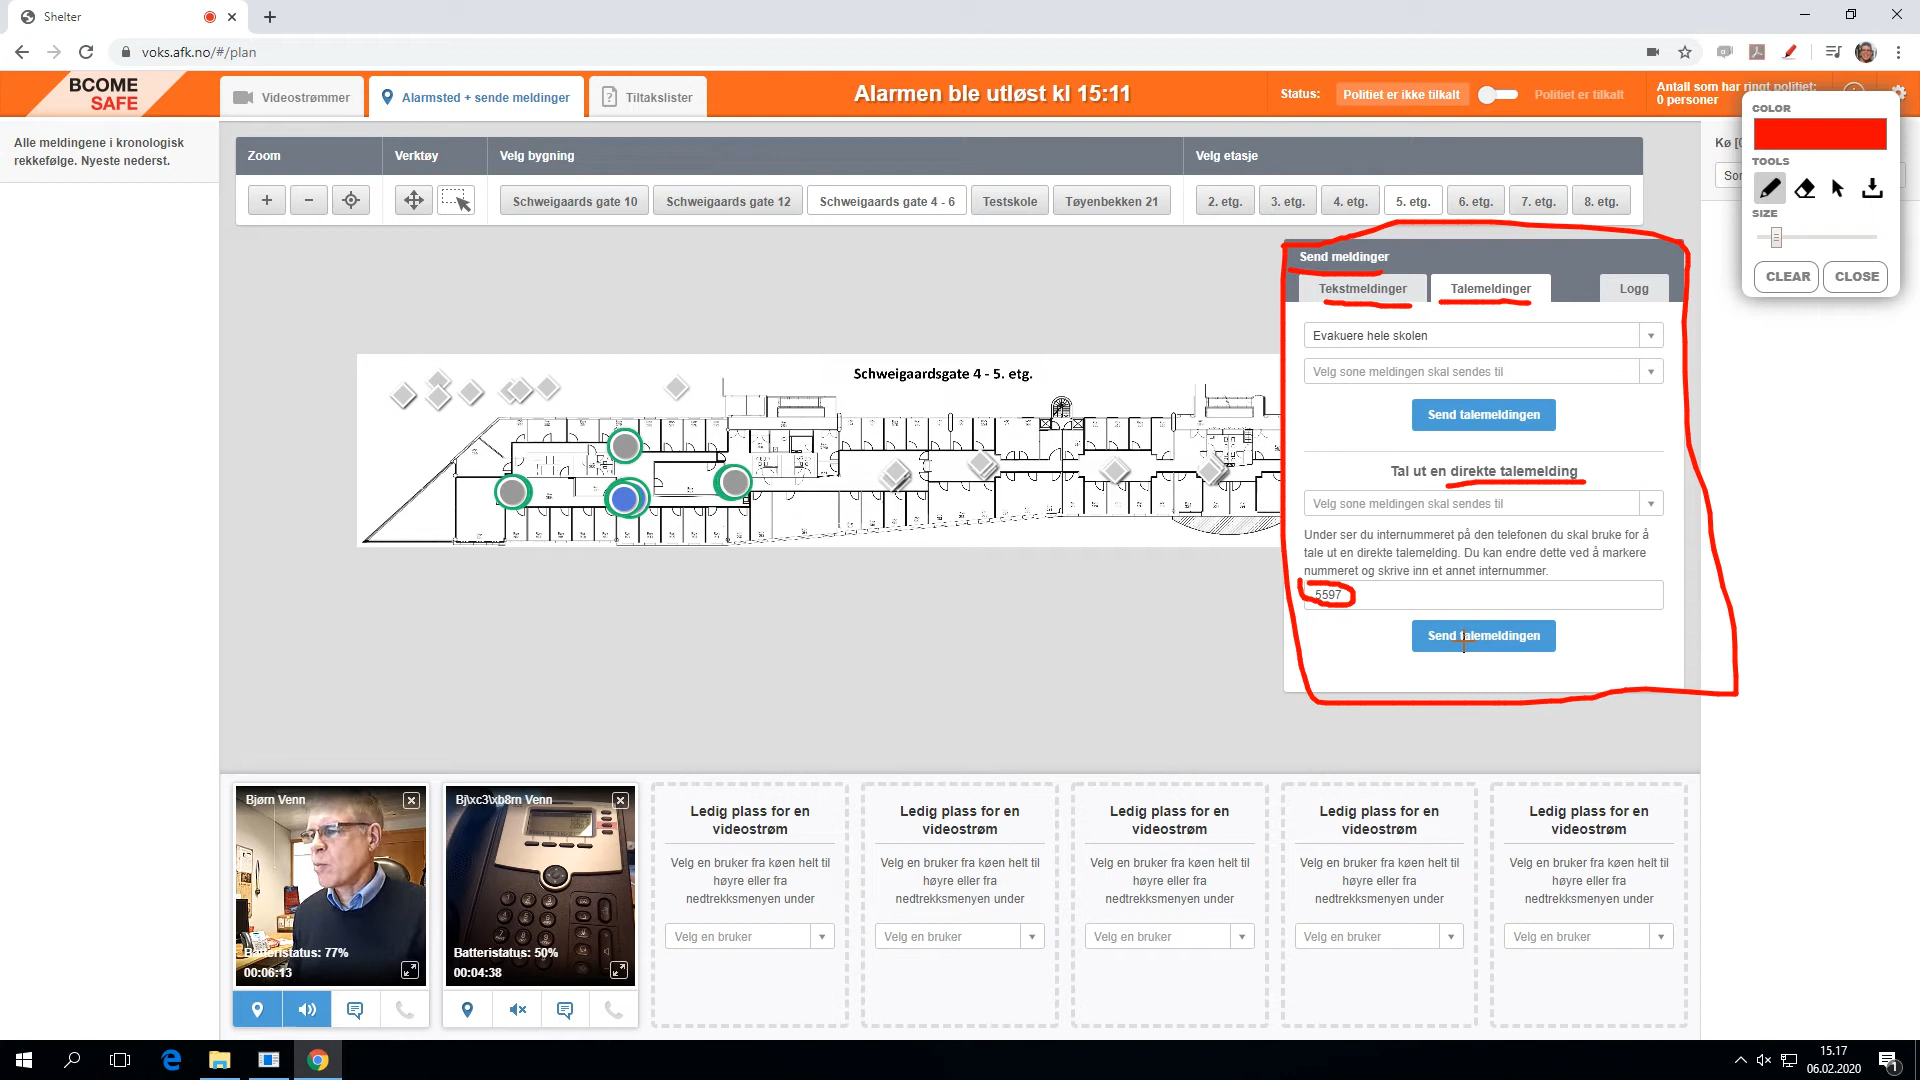 Shelter
voks.afk.no/#/plan
BCOME
SAFE
Videostrømmer
Alarmsted + sende meldinger
Tiltakslister
Alarmen ble utløst kl 15:11
Status:
Politiet er ikke tilkalt
Politiet er tilkalt
Antall som har ringt politiet:
0 personer
COLOR
TOOLS
SIZE
CLEAR
CLOSE
Alle meldingene i kronologisk
rekkefølge. Nyeste nederst.
Zoom
Verktøy
Velg bygning
Velg etasje
Schweigaards gate 10
Schweigaards gate 12
Schweigaards gate 4 - 6
Testskole
Tøyenbekken 21
2. etg.
3. etg.
4. etg.
5. etg.
6. etg.
7. etg.
8. etg.
Kø [0
Sor
Schweigaardsgate 4 - 5. etg.
Send meldinger
Tekstmeldinger
Talemeldinger
Logg
Evakuere hele skolen
Velg sone meldingen skal sendes til
Send talemeldingen
Tal ut en direkte talemelding
Velg sone meldingen skal sendes til
Under ser du internummeret på den telefonen du skal bruke for å
tale ut en direkte talemelding. Du kan endre dette ved å markere
nummeret og skrive inn et annet internummer.
5597
Send talemeldingen
Bjørn Venn
Batteristatus: 77%
00:06:13
Bj\xc3\xb8rn Venn
Batteristatus: 50%
00:04:38
Ledig plass for en
videostrøm
Velg en bruker fra køen helt til
høyre eller fra
nedtrekksmenyen under
Velg en bruker
Ledig plass for en
videostrøm
Velg en bruker fra køen helt til
høyre eller fra
nedtrekksmenyen under
Velg en bruker
Ledig plass for en
videostrøm
Velg en bruker fra køen helt til
høyre eller fra
nedtrekksmenyen under
Velg en bruker
Ledig plass for en
videostrøm
Velg en bruker fra køen helt til
høyre eller fra
nedtrekksmenyen under
Velg en bruker
Ledig plass for en
videostrøm
Velg en bruker fra køen helt til
høyre eller fra
nedtrekksmenyen under
Velg en bruker
15.17
06.02.2020
1